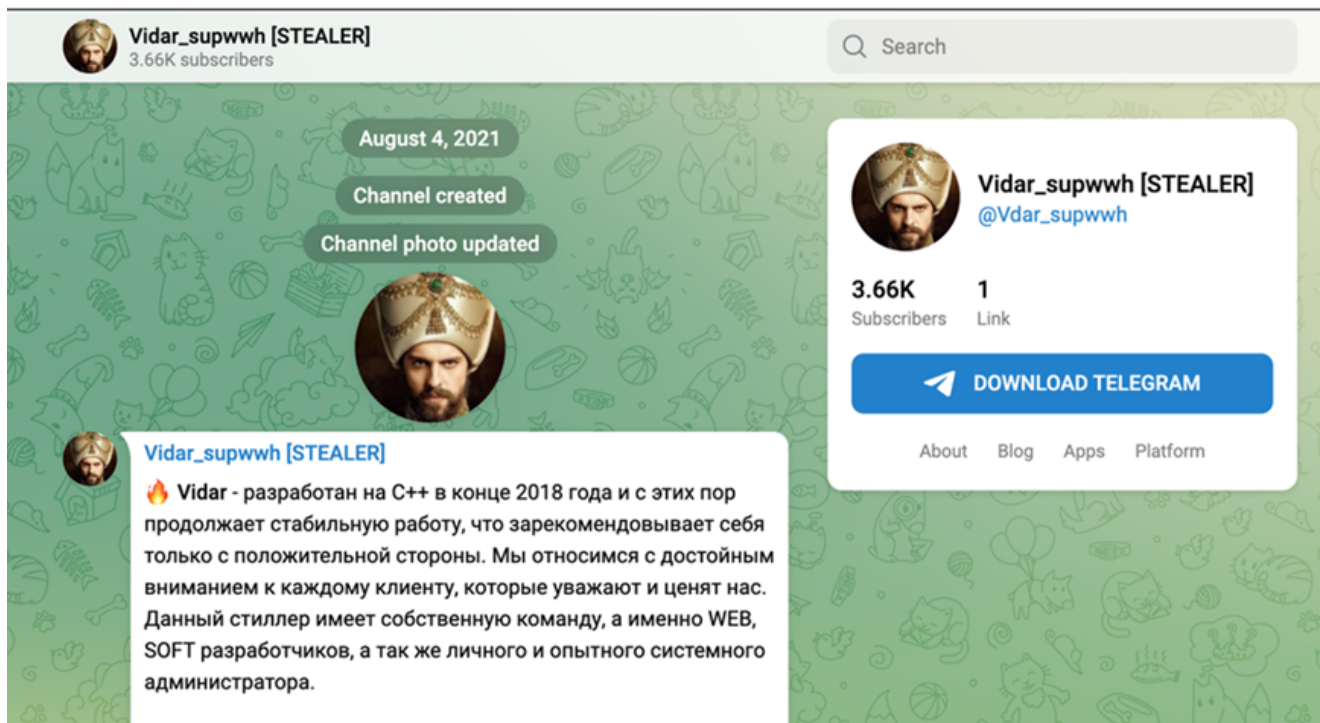 Vidar_supwwh [STEALER]
3.66K subscribers
Search
August 4, 2021
Channel created
Channel photo updated
Vidar_supwwh [STEALER]
🔥 Vidar - разработан на C++ в конце 2018 года и с этих пор
продолжает стабильную работу, что зарекомендовывает себя
только с положительной стороны. Мы относимся с достойным
вниманием к каждому клиенту, которые уважают и ценят нас.
Данный стиллер имеет собственную команду, а именно WEB,
SOFT разработчиков, а так же личного и опытного системного
администратора.
Vidar_supwwh [STEALER]
@Vdar_supwwh
3.66K
Subscribers
1
Link
DOWNLOAD TELEGRAM
About Blog Apps Platform